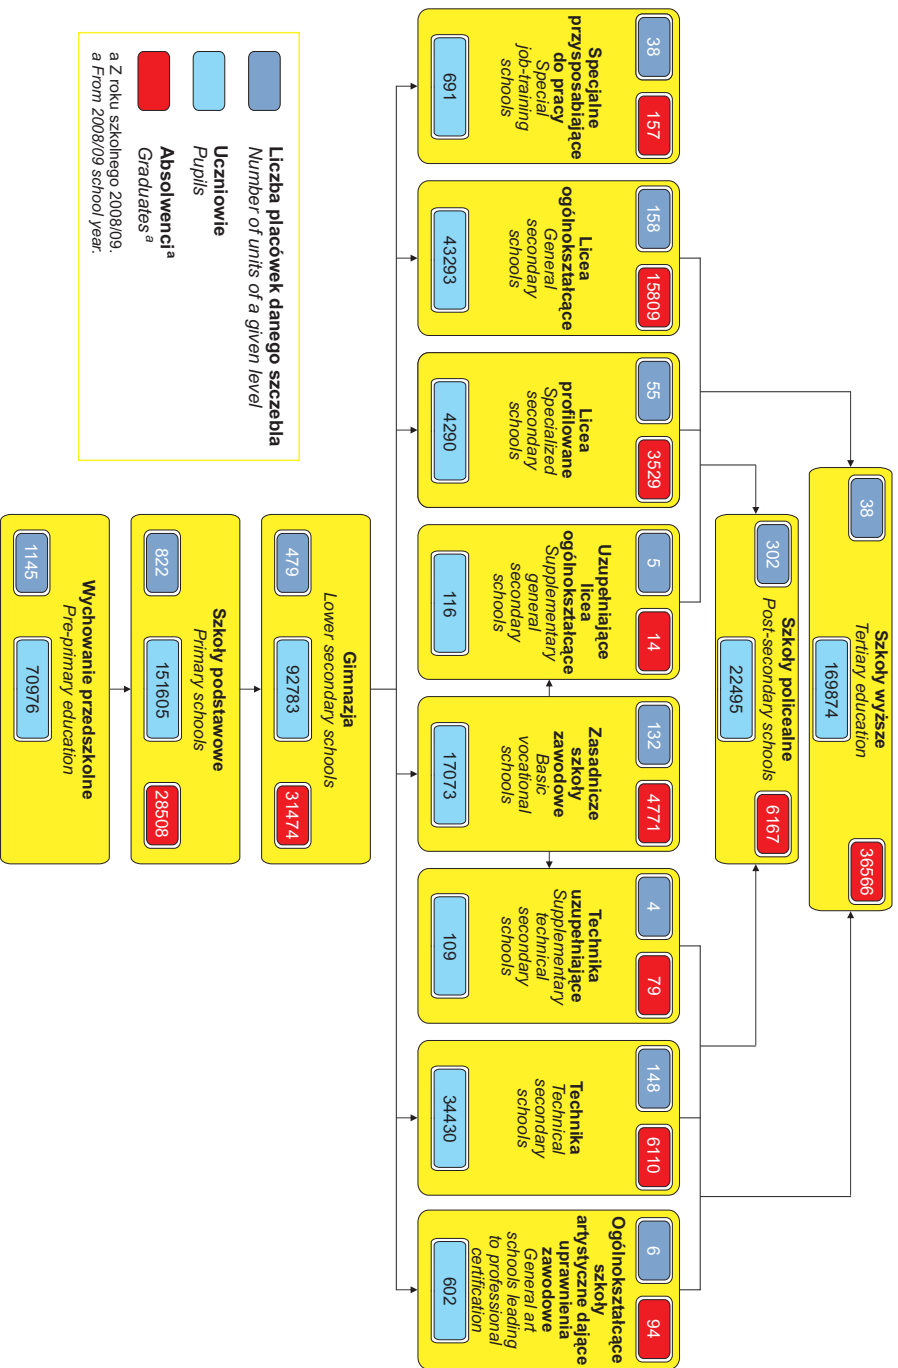 Szkoły wyższe
Tertiary education
38
169874
36566
Szkoły policealne
Post-secondary schools
302
22495
6167
38
157
Specjalne
przysposabiające
do pracy
Special
job-training
schools
691
158
15809
Licea
ogólnokształcące
General
secondary
schools
43293
55
3529
Licea
profilowane
Specialized
secondary
schools
4290
5
14
Uzupełniające
licea
ogólnokształcące
Supplementary
general
secondary
schools
116
132
4771
Zasadnicze
szkoły
zawodowe
Basic
vocational
schools
17073
4
79
Technika
uzupełniające
Supplementary
technical
secondary
schools
109
148
6110
Technika
Technical
secondary
schools
34430
6
94
Ogólnokształcące
szkoły
artystyczne dające
uprawnienia
zawodowe
General art
schools leading
to professional
certification
602
Gimnazja
Lower secondary schools
479
92783
31474
Szkoły podstawowe
Primary schools
822
151605
28508
Wychowanie przedszkolne
Pre-primary education
1145
70976
Liczba placówek danego szczebla
Number of units of a given level
Uczniowie
Pupils
Absolwenci a
Graduates a
a Z roku szkolnego 2008/09.
a From 2008/09 school year.